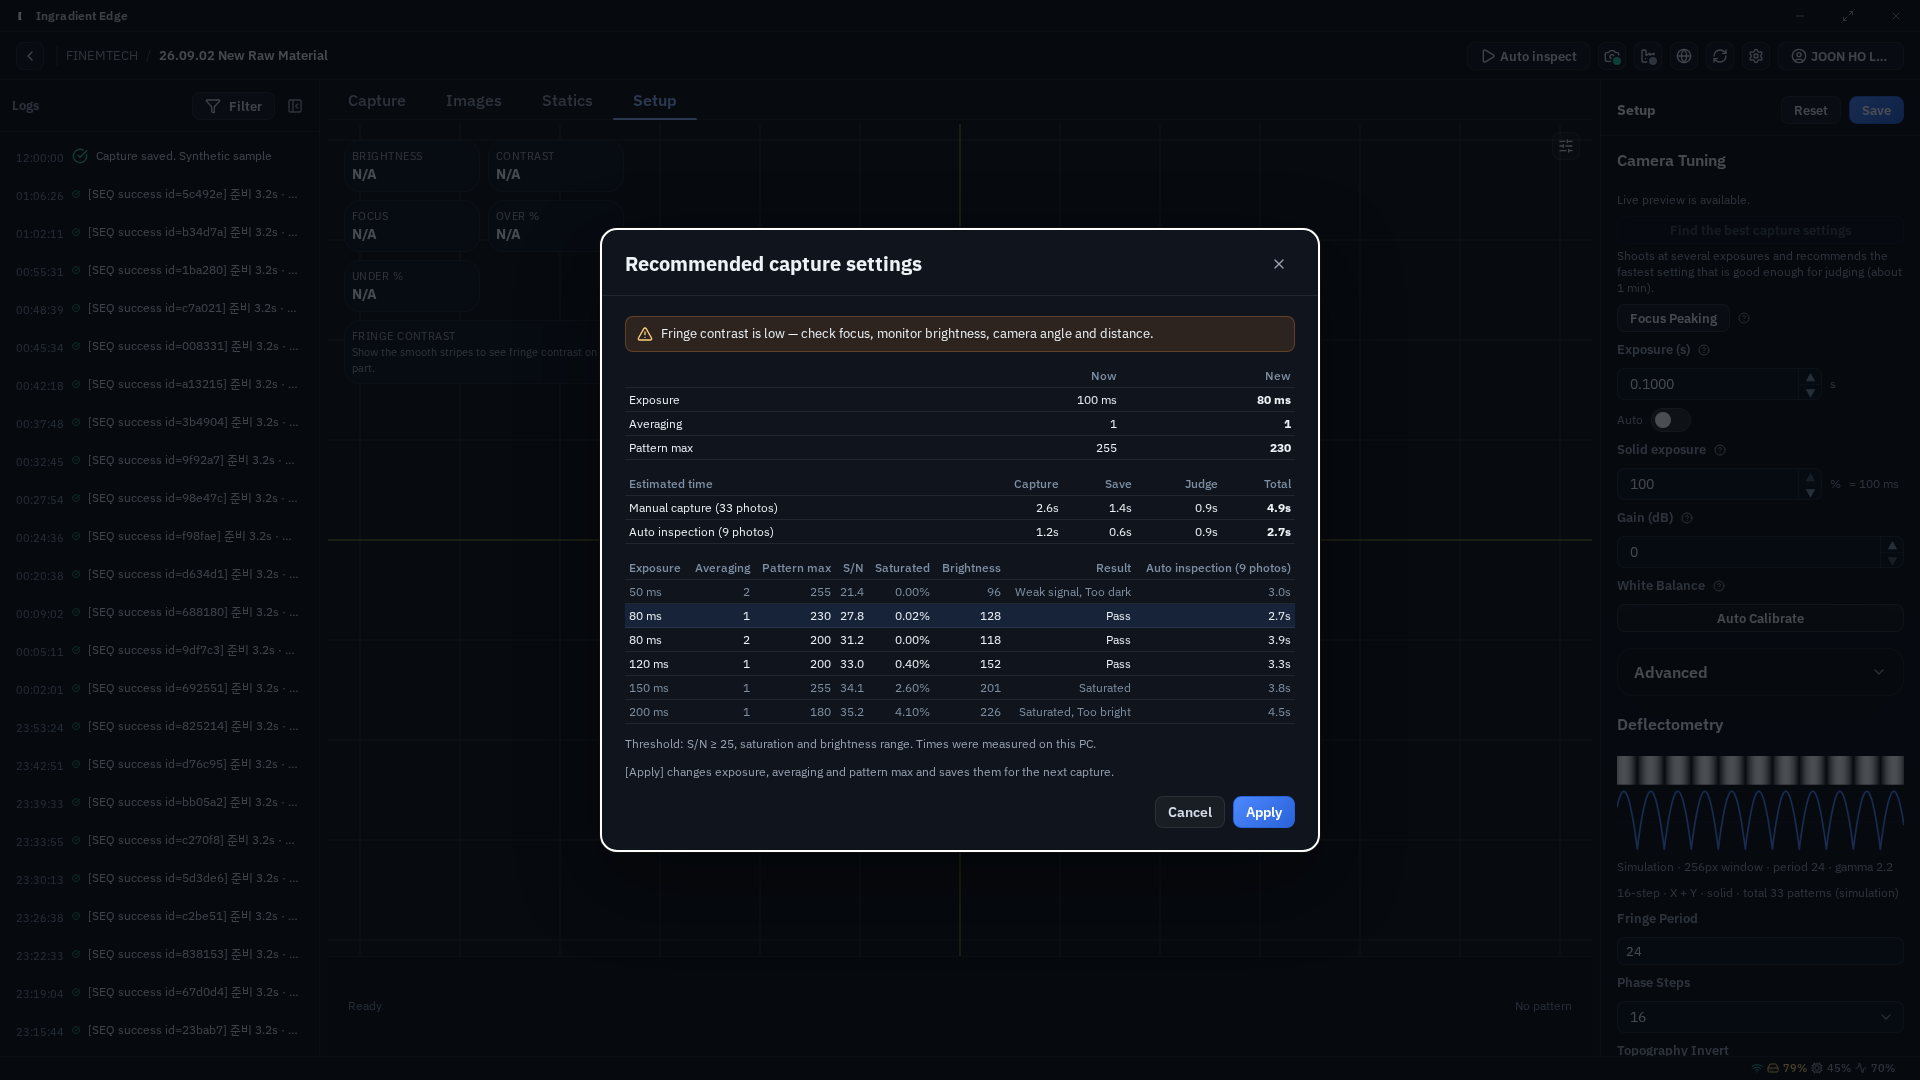 Ingradient Edge
FINEMTECH / 26.09.02 New Raw Material
Auto inspect
JOON HO L...
Logs
Filter
12:00:00 Capture saved. Synthetic sample
01:06:26 [SEQ success id=5c492e] 준비 3.2s · ...
01:02:11 [SEQ success id=b34d7a] 준비 3.2s · ...
00:55:31 [SEQ success id=1ba280] 준비 3.2s · ...
00:48:39 [SEQ success id=c7a021] 준비 3.2s · ...
00:45:34 [SEQ success id=008331] 준비 3.2s · ...
00:42:18 [SEQ success id=a13215] 준비 3.2s · ...
00:37:48 [SEQ success id=3b4904] 준비 3.2s · ...
00:32:45 [SEQ success id=9f92a7] 준비 3.2s · ...
00:27:54 [SEQ success id=98e47c] 준비 3.2s · ...
00:24:36 [SEQ success id=f98fae] 준비 3.2s · ...
00:20:38 [SEQ success id=d634d1] 준비 3.2s · ...
00:09:02 [SEQ success id=688180] 준비 3.2s · ...
00:05:11 [SEQ success id=9df7c3] 준비 3.2s · ...
00:02:01 [SEQ success id=692551] 준비 3.2s · ...
23:53:24 [SEQ success id=825214] 준비 3.2s · ...
23:42:51 [SEQ success id=d76c95] 준비 3.2s · ...
23:39:33 [SEQ success id=bb05a2] 준비 3.2s · ...
23:33:55 [SEQ success id=c270f8] 준비 3.2s · ...
23:30:13 [SEQ success id=5d3de6] 준비 3.2s · ...
23:26:38 [SEQ success id=c2be51] 준비 3.2s · ...
23:22:33 [SEQ success id=838153] 준비 3.2s · ...
23:19:04 [SEQ success id=67d0d4] 준비 3.2s · ...
23:15:44 [SEQ success id=23bab7] 준비 3.2s · ...
Capture Images Statics Setup
BRIGHTNESS
N/A
CONTRAST
N/A
FOCUS
N/A
OVER %
N/A
UNDER %
N/A
FRINGE CONTRAST
Show the smooth stripes to see fringe contrast on
part.
Ready
No pattern
Recommended capture settings
Fringe contrast is low — check focus, monitor brightness, camera angle and distance.
Now New
Exposure 100 ms 80 ms
Averaging 1 1
Pattern max 255 230
Estimated time Capture Save Judge Total
Manual capture (33 photos) 2.6s 1.4s 0.9s 4.9s
Auto inspection (9 photos) 1.2s 0.6s 0.9s 2.7s
Exposure Averaging Pattern max S/N Saturated Brightness Result Auto inspection (9 photos)
50 ms 2 255 21.4 0.00% 96 Weak signal, Too dark 3.0s
80 ms 1 230 27.8 0.02% 128 Pass 2.7s
80 ms 2 200 31.2 0.00% 118 Pass 3.9s
120 ms 1 200 33.0 0.40% 152 Pass 3.3s
150 ms 1 255 34.1 2.60% 201 Saturated 3.8s
200 ms 1 180 35.2 4.10% 226 Saturated, Too bright 4.5s
Threshold: S/N ≥ 25, saturation and brightness range. Times were measured on this PC.
[Apply] changes exposure, averaging and pattern max and saves them for the next capture.
Cancel Apply
Setup
Reset Save
Camera Tuning
Live preview is available.
Find the best capture settings
Shoots at several exposures and recommends the
fastest setting that is good enough for judging (about
1 min).
Focus Peaking
Exposure (s)
0.1000 s
Auto
Solid exposure
100 % = 100 ms
Gain (dB)
0
White Balance
Auto Calibrate
Advanced
Deflectometry
Simulation · 256px window · period 24 · gamma 2.2
16-step · X + Y · solid · total 33 patterns (simulation)
Fringe Period
24
Phase Steps
16
Topography Invert
79% 45% 70%